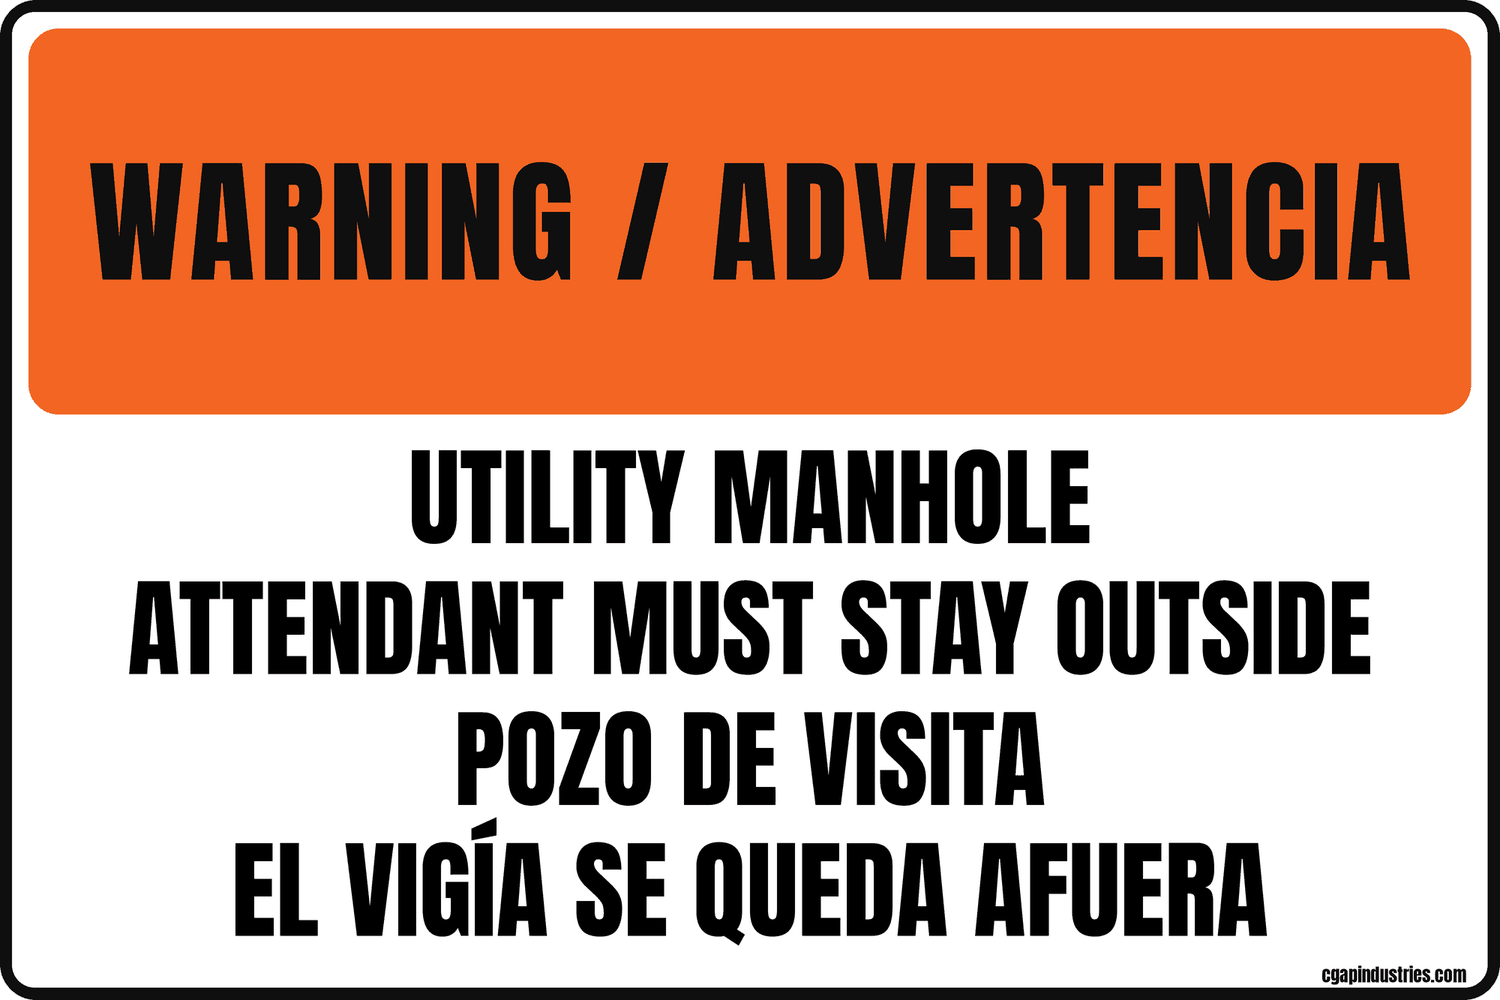 WARNING / ADVERTENCIA
UTILITY MANHOLE
ATTENDANT MUST STAY OUTSIDE
POZO DE VISITA
EL VIGÍA SE QUEDA AFUERA
cgapindustries.com